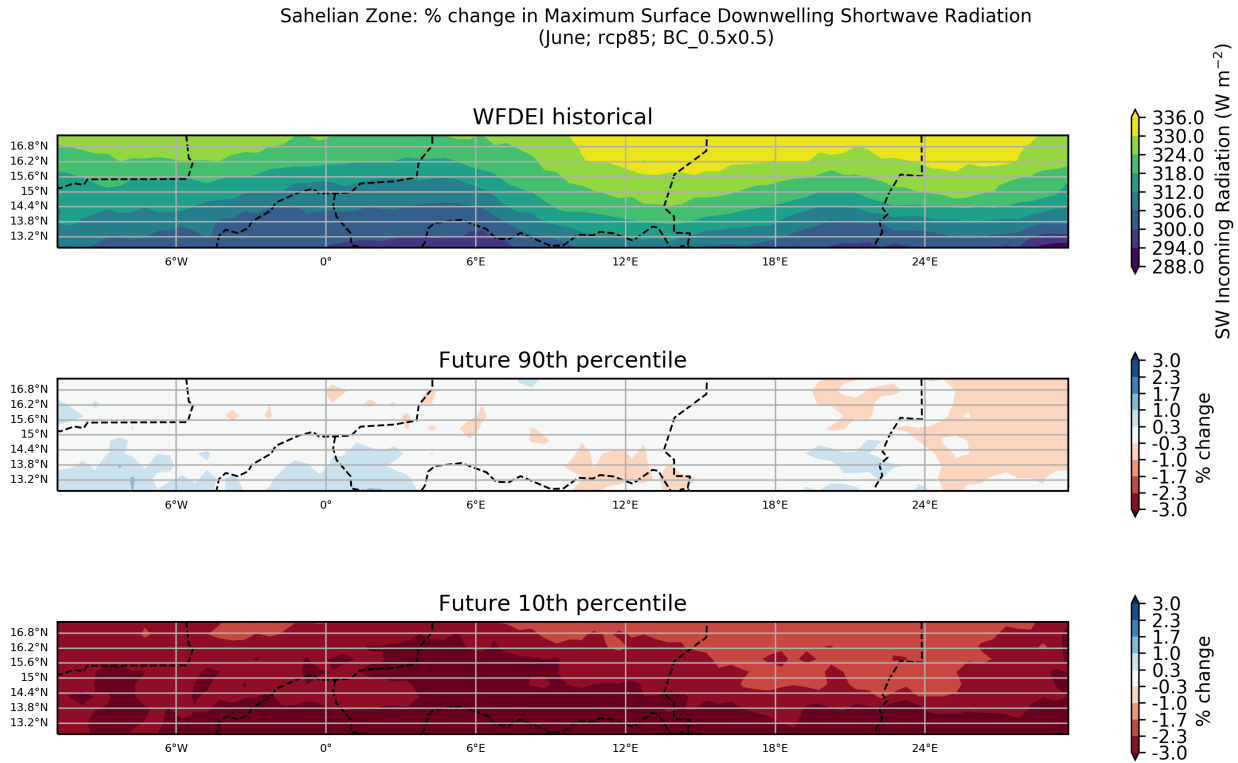 Sahelian Zone: % change in Maximum Surface Downwelling Shortwave Radiation
(June; rcp85; BC_0.5x0.5)
WFDEI historical
16.8°N
16.2°N
15.6°N
15°N
14.4°N
13.8°N
13.2°N
6°W
0°
6°E
12°E
18°E
24°E
336.0
330.0
324.0
318.0
312.0
306.0
300.0
294.0
288.0
SW Incoming Radiation (W m⁻²)
Future 90th percentile
16.8°N
16.2°N
15.6°N
15°N
14.4°N
13.8°N
13.2°N
6°W
0°
6°E
12°E
18°E
24°E
3.0
2.3
1.7
1.0
0.3
-0.3
-1.0
-1.7
-2.3
-3.0
% change
Future 10th percentile
16.8°N
16.2°N
15.6°N
15°N
14.4°N
13.8°N
13.2°N
6°W
0°
6°E
12°E
18°E
24°E
3.0
2.3
1.7
1.0
0.3
-0.3
-1.0
-1.7
-2.3
-3.0
% change